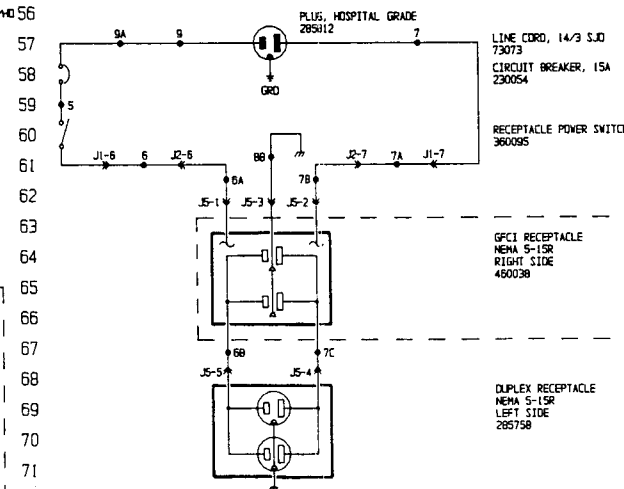 56
PLUG, HOSPITAL GRADE
285812
57
9A
9
7
LINE CORD, 14/3 SJO
73073
58
CIRCUIT BREAKER, 15A
230054
GRD
59
5
60
RECEPTACLE POWER SWITCH
360095
8B
61
J1-6
6
J2-6
J2-7
7A
J1-7
6A
7B
62
J5-1
J5-3
J5-2
63
GFCI RECEPTACLE
NEMA 5-15R
RIGHT SIDE
460038
64
65
66
67
6B
7C
J5-5
J5-4
68
DUPLEX RECEPTACLE
NEMA 5-15R
LEFT SIDE
285758
69
70
71